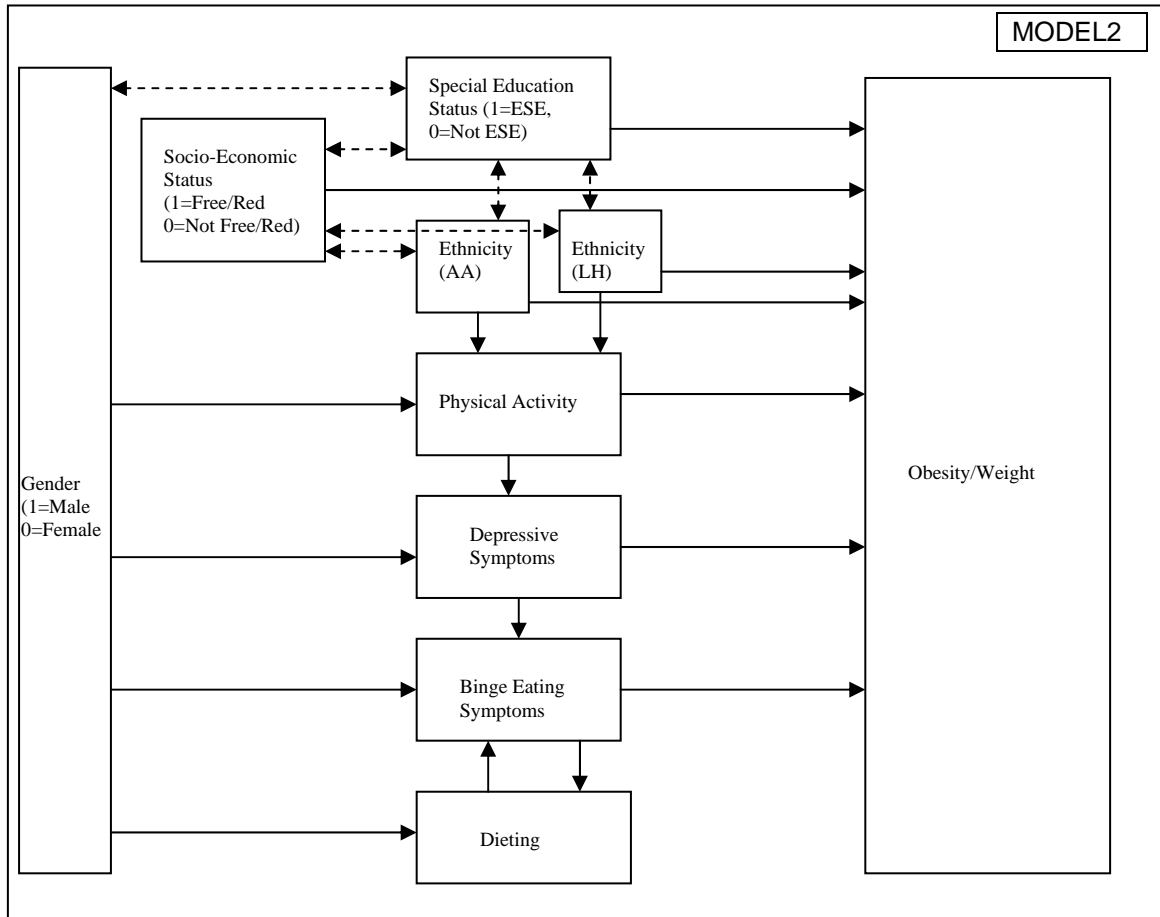 MODEL2
Special Education
Status (1=ESE,
0=Not ESE)
Socio-Economic
Status
(1=Free/Red
0=Not Free/Red)
Ethnicity
(AA)
Ethnicity
(LH)
Physical Activity
Gender
(1=Male
0=Female
Obesity/Weight
Depressive
Symptoms
Binge Eating
Symptoms
Dieting